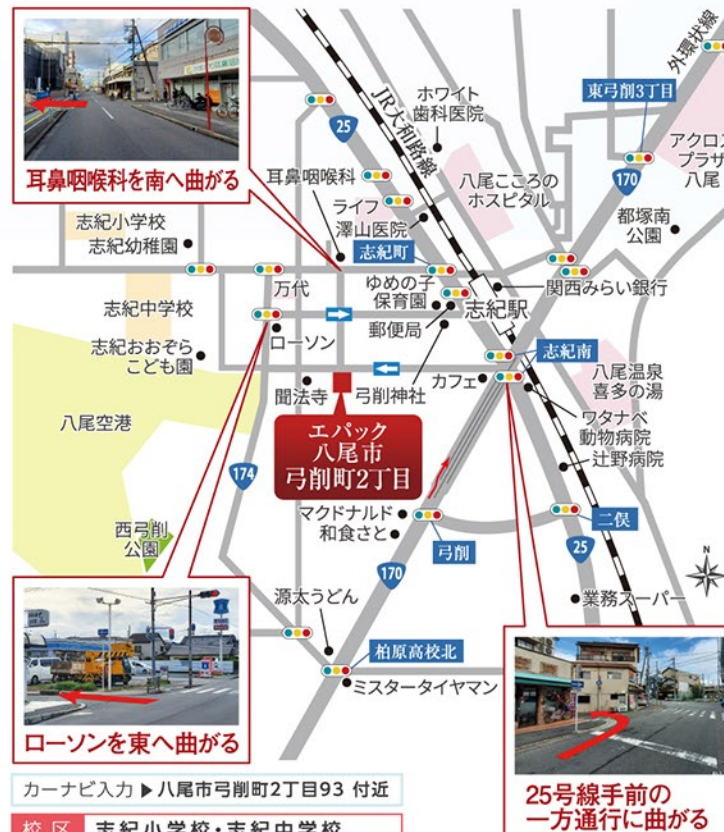 耳鼻咽喉科を南へ曲がる
外環状線
東弓削3丁目
25
JR大和路線
ホワイト
歯科医院
170
アクロス
プラザ
八尾
耳鼻咽喉科
ライフ
澤山医院
八尾こころの
ホスピタル
都塚南
公園
志紀小学校
志紀幼稚園
志紀町
万代
ゆめの子
保育園
志紀駅
関西みらい銀行
志紀中学校
ローソン
郵便局
志紀おおぞら
こども園
志紀南
カフェ
八尾温泉
喜多の湯
聞法寺
弓削神社
八尾空港
エパック
八尾市
弓削町2丁目
ワタナベ
動物病院
辻野病院
174
マクドナルド
和食さと
弓削
二俣
西弓削
公園
25
170
源太うどん
業務スーパー
柏原高校北
ミスタータイヤマン
N
ローソンを東へ曲がる
25号線手前の
一方通行に曲がる
カーナビ入力▶八尾市弓削町2丁目93 付近
校区 志紀小学校・志紀中学校